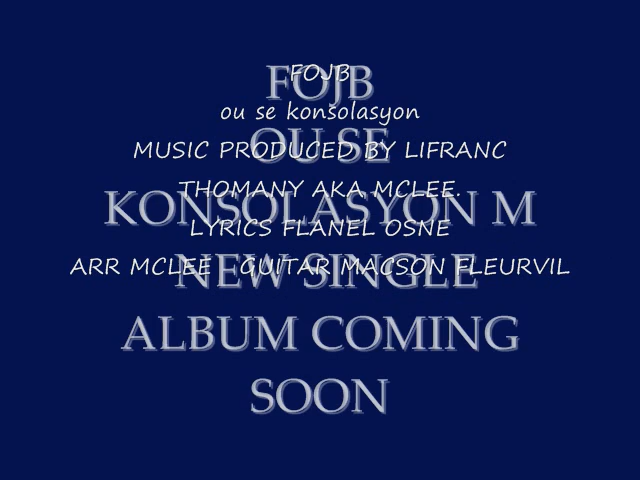 FOJB
OU SE
KONSOLASYON M
NEW SINGLE
ALBUM COMING
SOON
FOJB
ou se konsolasyon
MUSIC PRODUCED BY LIFRANC
THOMANY AKA MCLEE.
LYRICS FLANEL OSNE
ARR MCLEE GUITAR MACSON FLEURVIL